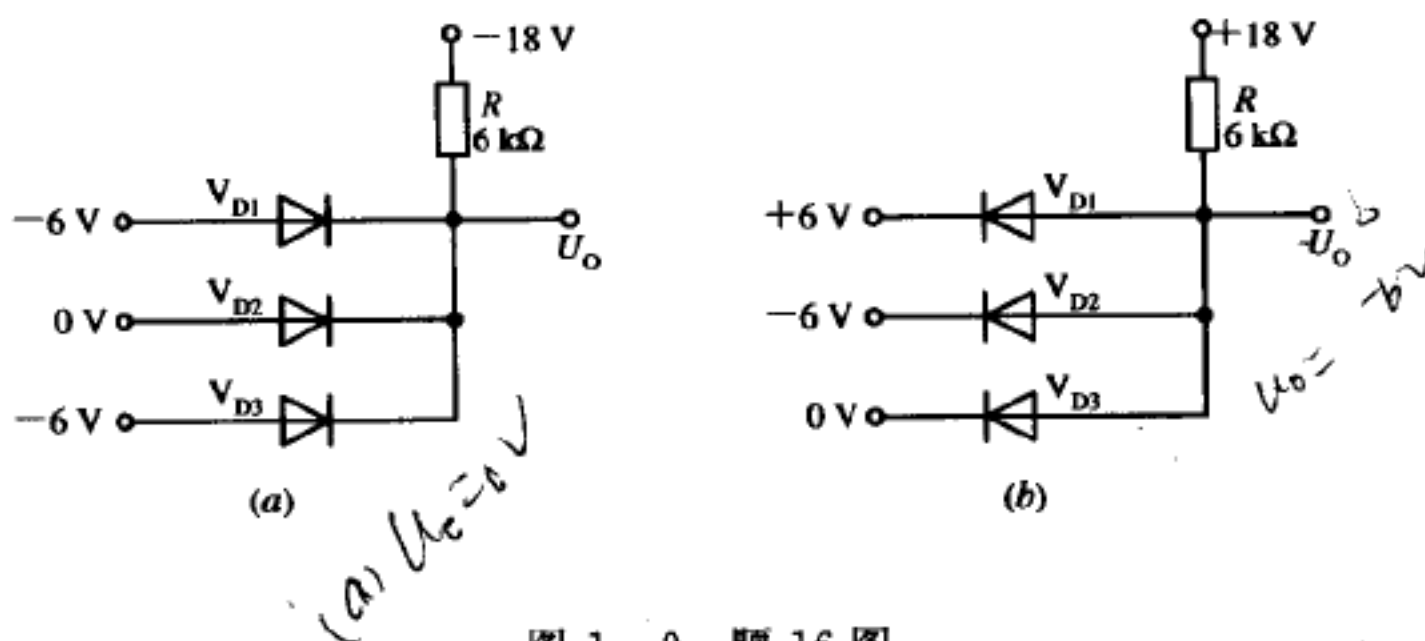 −18 V
R
6 kΩ
−6 V
V_D1
U_O
0 V
V_D2
−6 V
V_D3
(a)
(a)
+18 V
R
6 kΩ
+6 V
V_D1
U_O
−6 V
V_D2
0 V
V_D3
(b)
题 16 图